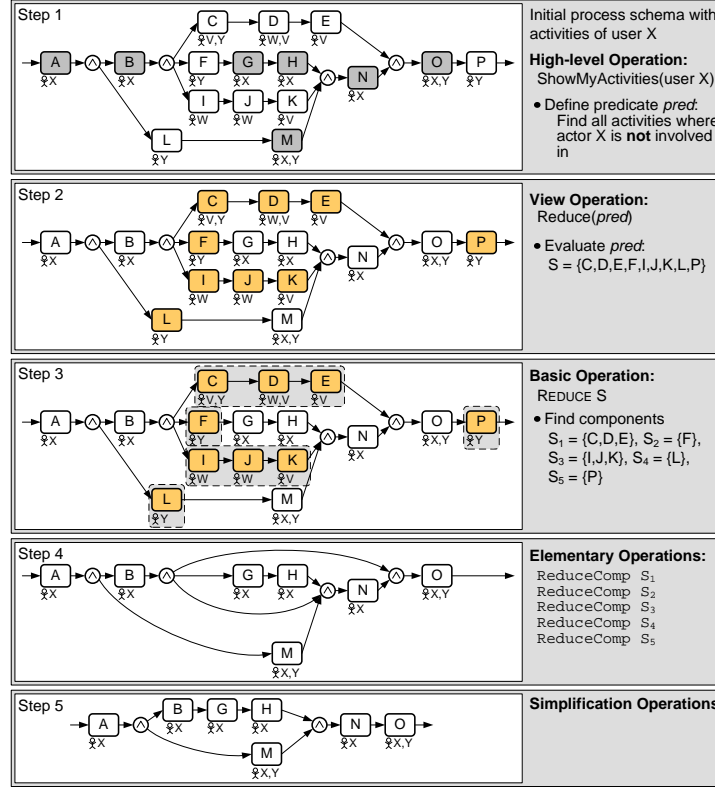 Step 1
C D E
V,Y W,V V
A B F G H N O P
X X Y X X X X,Y Y
I J K
W W V
L M
Y X,Y
Initial process schema with
activities of user X
High-level Operation:
ShowMyActivities(user X)
• Define predicate pred:
Find all activities where
actor X is not involved
in
Step 2
C D E
V,Y W,V V
A B F G H N O P
X X Y X X X X,Y Y
I J K
W W V
L M
Y X,Y
View Operation:
Reduce(pred)
• Evaluate pred:
S = {C,D,E,F,I,J,K,L,P}
Step 3
C D E
V,Y W,V V
A B F G H N O P
X X Y X X X X,Y Y
I J K
W W V
L M
Y X,Y
Basic Operation:
REDUCE S
• Find components
S1 = {C,D,E}, S2 = {F},
S3 = {I,J,K}, S4 = {L},
S5 = {P}
Step 4
A B G H N O
X X X X X X,Y
M
X,Y
Elementary Operations:
ReduceComp S1
ReduceComp S2
ReduceComp S3
ReduceComp S4
ReduceComp S5
Step 5
B G H
X X X
A N O
X X X,Y
M
X,Y
Simplification Operations